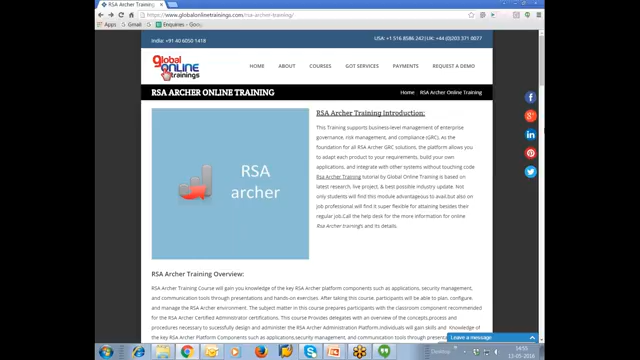 RSA Archer Training
www.globalonlinetrainings.com/rsa-archer-training/
Apps Gmail Enquiries - Goog
India: +91 40 6050 1418
USA: +1 516 8586 242 | UK: +44 (0)203 371 0077
global
ONLINE
trainings
HOME ABOUT COURSES GOT SERVICES PAYMENTS REQUEST A DEMO
RSA ARCHER ONLINE TRAINING
Home RSA Archer Online Training
RSA
archer
RSA Archer Training Introduction:
This Training supports business-level management of enterprise
governance, risk management, and compliance (GRC). As the
foundation for all RSA Archer GRC solutions, the platform allows you
to adapt each product to your requirements, build your own
applications, and integrate with other systems without touching code.
Rsa Archer Training tutorial by Global Online Training is based on
latest research, live project, & best possible industry update. Not
only students will find this module advantageous to avail.but also on
job professional will find it super flexible for attaining besides their
regular job.Call the help desk for the more information for online
Rsa Archer training's and its details.
RSA Archer Training Overview:
RSA Archer Training Course will gain you knowledge of the key RSA Archer platform components such as applications, security management,
and communication tools through presentations and hands-on exercises. After taking this course, participants will be able to plan, configure,
and manage the RSA Archer environment. The subject matter in this course prepares participants with the classroom component recommended
for the RSA Archer Certified Administrator certifications. This course Provides delegates with an overview of the concepts,process and
procedures necessary to sucessfully design and administer the RSA Archer Administration Platform.individuals will gain skills and Knowledge of
the key RSA Archer Platform Components such as applications,security management, and communication tools through presentations
Leave a message
Desktop
14:55
13-05-2016